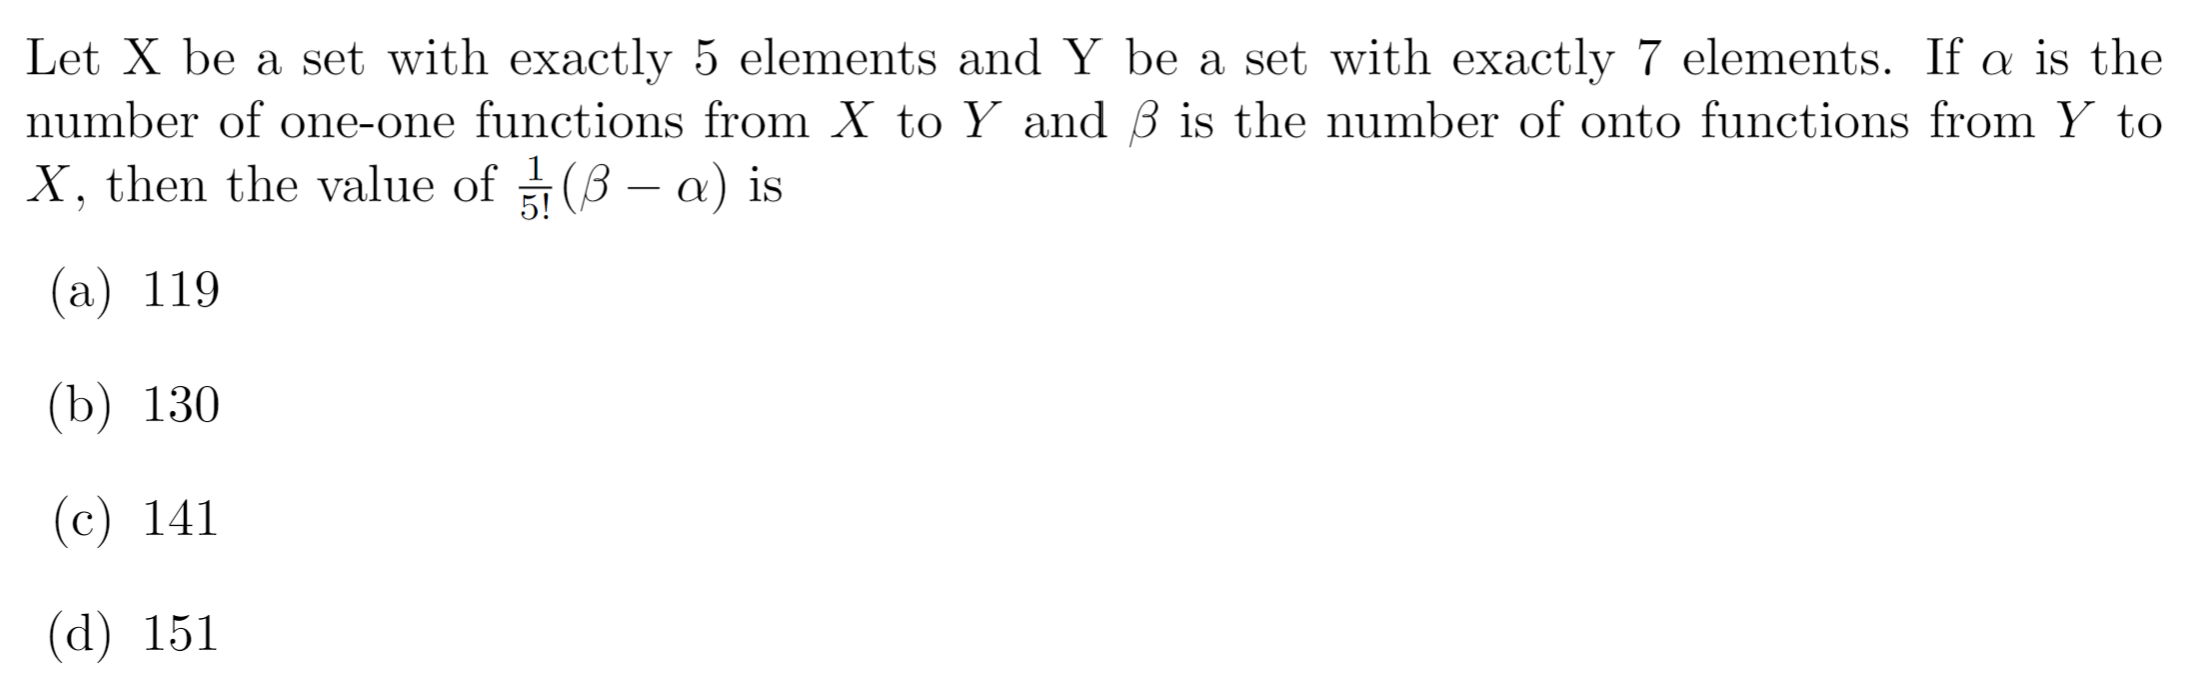 Let X be a set with exactly 5 elements and Y be a set with exactly 7 elements. If α is the
number of one-one functions from X to Y and β is the number of onto functions from Y to
X, then the value of $\frac{1}{5!}(\beta - \alpha)$ is
(a) 119
(b) 130
(c) 141
(d) 151